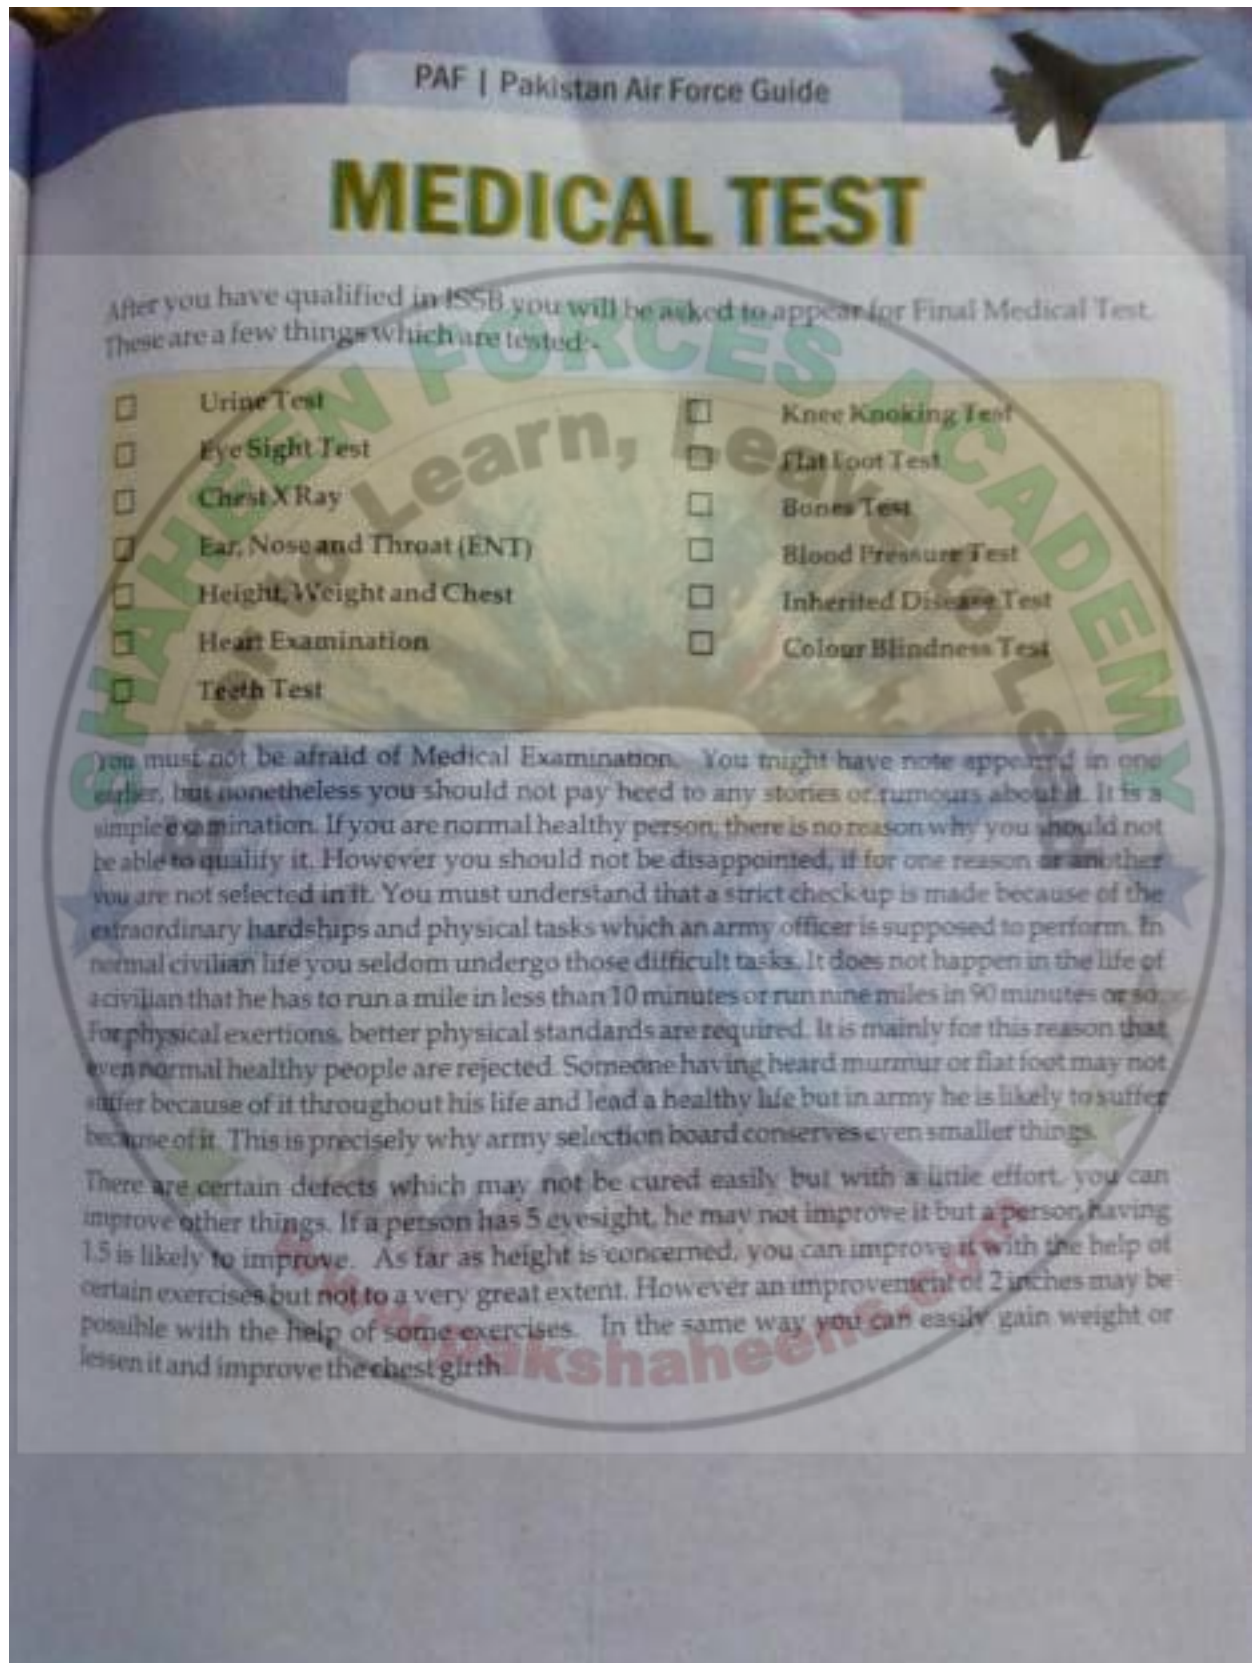 PAF | Pakistan Air Force Guide
MEDICAL TEST
After you have qualified in ISSB you will be asked to appear for Final Medical Test.
These are a few things which are tested:-
Urine Test
Eye Sight Test
Chest X Ray
Ear, Nose and Throat (ENT)
Height, Weight and Chest
Heart Examination
Teeth Test
Knee Knoking Test
Flat Foot Test
Bones Test
Blood Pressure Test
Inherited Disease Test
Colour Blindness Test
You must not be afraid of Medical Examination. You might have note appeared in one
earlier, but nonetheless you should not pay heed to any stories or rumours about it. It is a
simple examination. If you are normal healthy person, there is no reason why you should not
be able to qualify it. However you should not be disappointed, if for one reason or another
you are not selected in it. You must understand that a strict check up is made because of the
extraordinary hardships and physical tasks which an army officer is supposed to perform. In
normal civilian life you seldom undergo those difficult tasks. It does not happen in the life of
a civilian that he has to run a mile in less than 10 minutes or run nine miles in 90 minutes or so.
For physical exertions, better physical standards are required. It is mainly for this reason that
even normal healthy people are rejected. Someone having heard murmur or flat foot may not
suffer because of it throughout his life and lead a healthy life but in army he is likely to suffer
because of it. This is precisely why army selection board conserves even smaller things.
There are certain defects which may not be cured easily but with a little effort, you can
improve other things. If a person has 5 eyesight, he may not improve it but a person having
1.5 is likely to improve. As far as height is concerned, you can improve it with the help of
certain exercises but not to a very great extent. However an improvement of 2 inches may be
possible with the help of some exercises. In the same way you can easily gain weight or
lessen it and improve the chest girth
SHAHEEN FORCES ACADEMY
Enter to Learn, Leave to Lead
www.pakshaheens.com